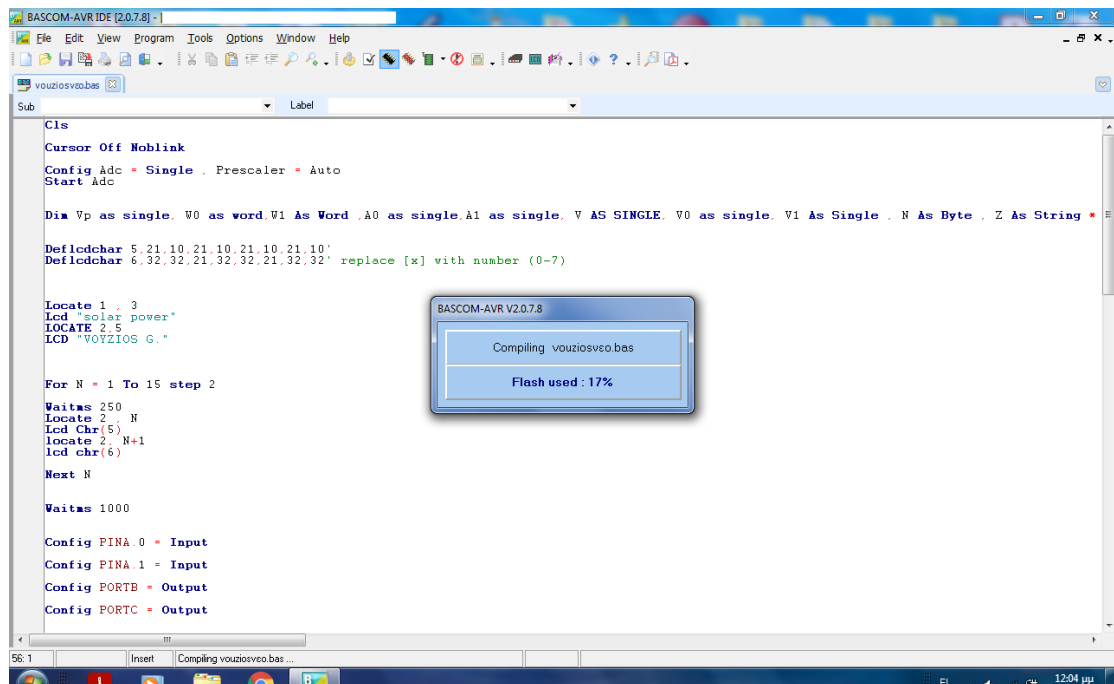 BASCOM-AVR IDE [2.0.7.8] - [
File Edit View Program Tools Options Window Help
vouziosνεο.bas
Sub Label
Cls
Cursor Off Noblink
Config Adc = Single , Prescaler = Auto
Start Adc
Dim Vp as single, W0 as word,W1 As Word ,A0 as single,A1 as single, V AS SINGLE, V0 as single, V1 As Single , N As Byte , Z As String *
Deflcdchar 5,21,10,21,10,21,10,21,10'
Deflcdchar 6,32,32,21,32,32,21,32,32' replace [x] with number (0-7)
Locate 1 , 3
Lcd "solar power"
LOCATE 2,5
LCD "VOYZIOS G."
For N = 1 To 15 step 2
Waitms 250
Locate 2 , N
Lcd Chr(5)
locate 2, N+1
lcd chr(6)
Next N
Waitms 1000
Config PINA.0 = Input
Config PINA.1 = Input
Config PORTB = Output
Config PORTC = Output
BASCOM-AVR V2.0.7.8
Compiling vouziosνεο.bas
Flash used : 17%
56: 1 Insert Compiling vouziosνεο.bas ...
EL 12:04 μμ